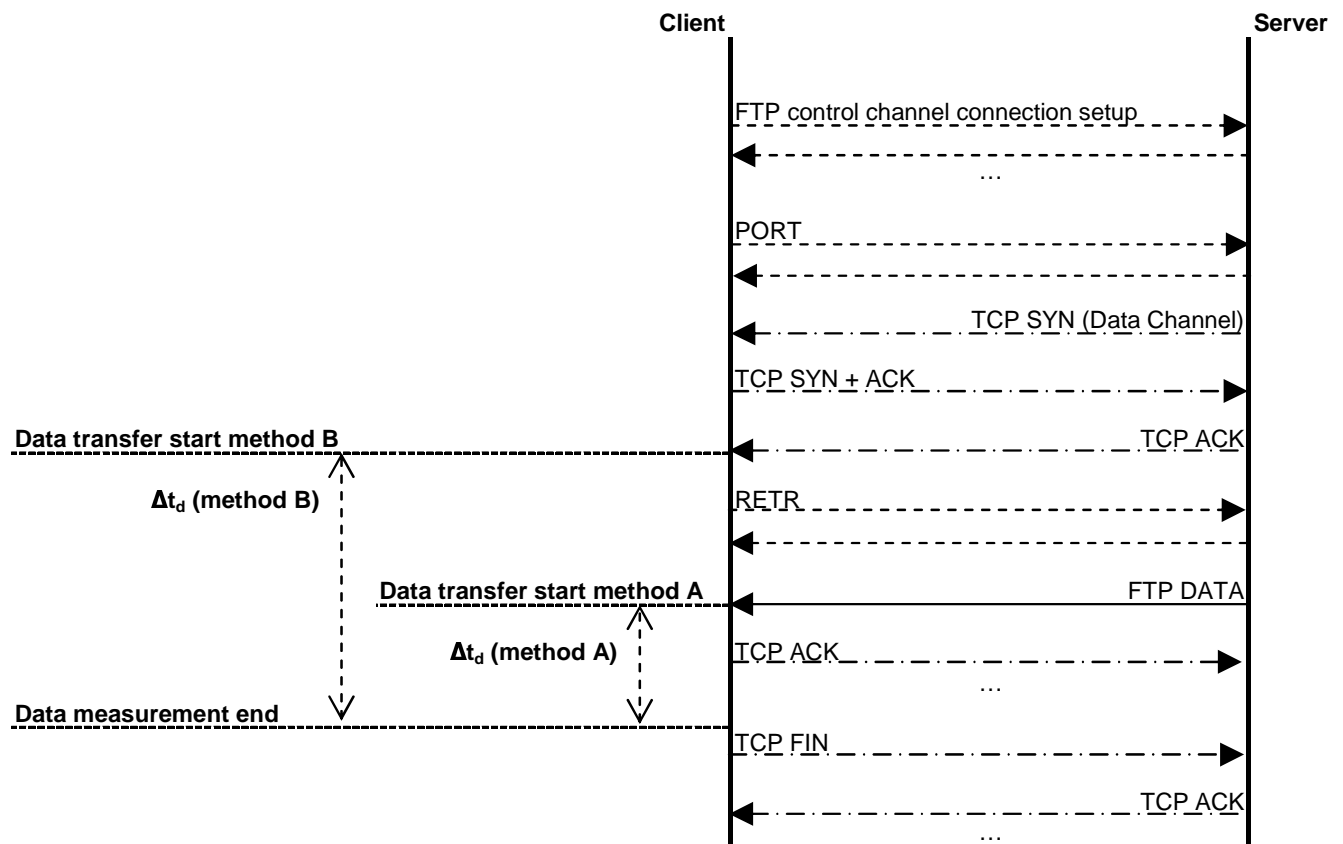 Client
Server
FTP control channel connection setup
...
PORT
TCP SYN (Data Channel)
TCP SYN + ACK
Data transfer start method B
TCP ACK
Δtd (method B)
RETR
Data transfer start method A
FTP DATA
Δtd (method A)
TCP ACK
...
Data measurement end
TCP FIN
TCP ACK
...